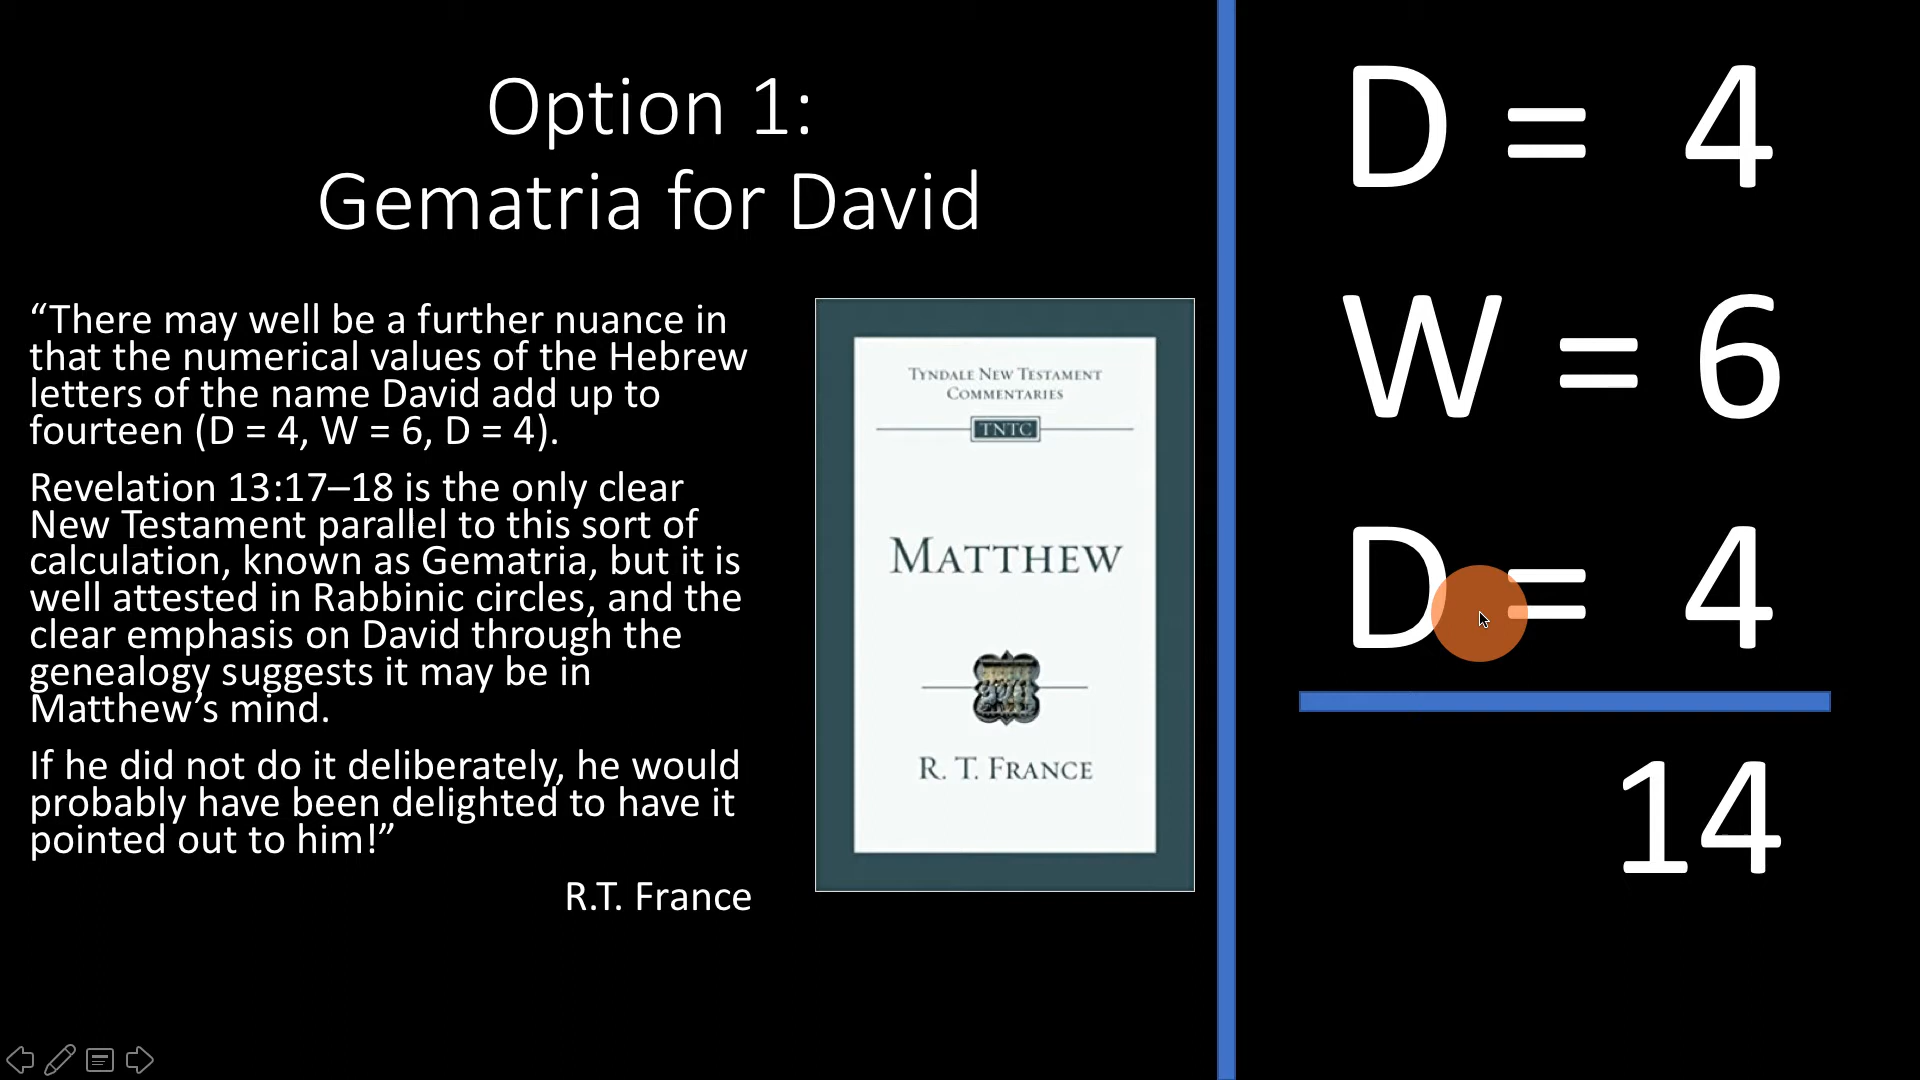 Option 1:
Gematria for David
“There may well be a further nuance in
that the numerical values of the Hebrew
letters of the name David add up to
fourteen (D = 4, W = 6, D = 4).
Revelation 13:17–18 is the only clear
New Testament parallel to this sort of
calculation, known as Gematria, but it is
well attested in Rabbinic circles, and the
clear emphasis on David through the
genealogy suggests it may be in
Matthew’s mind.
If he did not do it deliberately, he would
probably have been delighted to have it
pointed out to him!”
R.T. France
TYNDALE NEW TESTAMENT
COMMENTARIES
TNTC
MATTHEW
R. T. FRANCE
D = 4
W = 6
D = 4
14